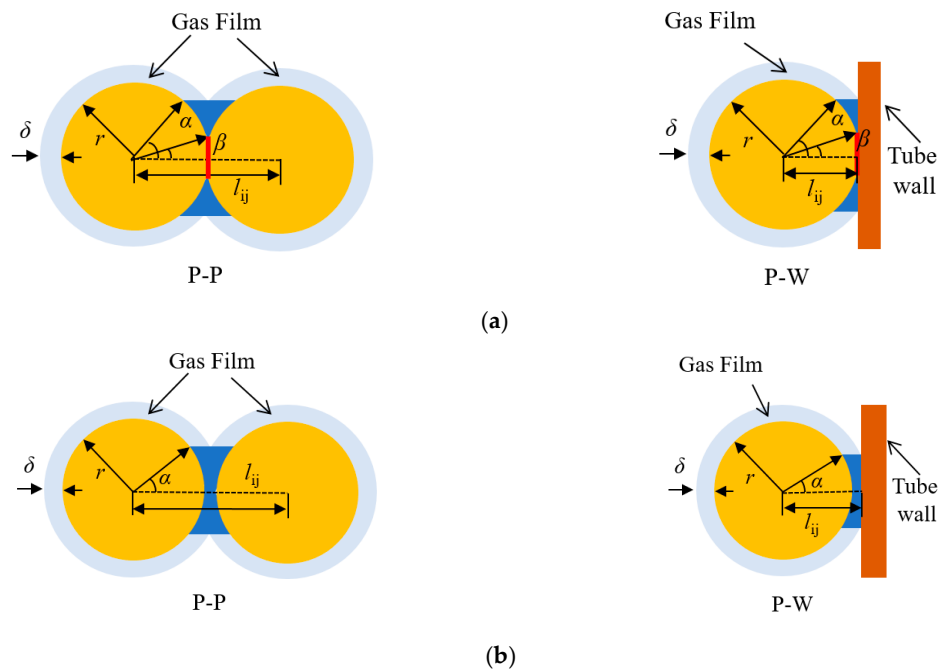 Gas Film
Gas Film
δ
r
α
β
l_ij
P-P
δ
r
α
β
l_ij
Tube
wall
P-W
(a)
Gas Film
Gas Film
δ
r
α
l_ij
P-P
δ
r
α
l_ij
Tube
wall
P-W
(b)